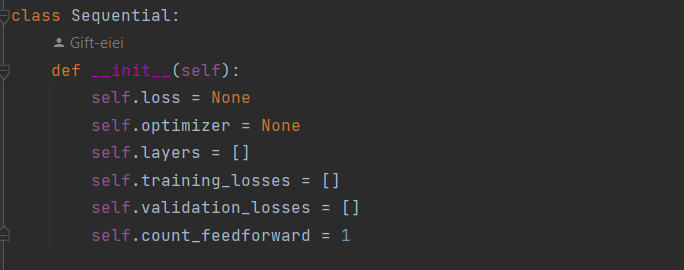 class Sequential:
Gift-eiei
def __init__(self):
self.loss = None
self.optimizer = None
self.layers = []
self.training_losses = []
self.validation_losses = []
self.count_feedforward = 1